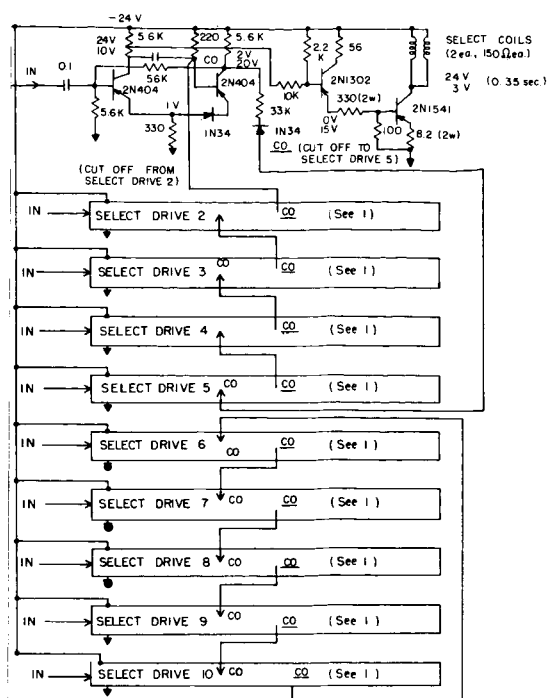 -24 V
24V
10V
5.6K
220
5.6K
2V
20V
2.2
K
56
SELECT COILS
(2 ea., 150Ω ea.)
IN
0.1
CO
56K
2N404
2N404
10K
2N1302
24 V
3 V
(0.35 sec.)
5.6K
1V
330
1N34
33K
1N34
330(2w)
0V
15V
2N1541
100
8.2 (2w)
CO (CUT OFF TO
SELECT DRIVE 5)
(CUT OFF FROM
SELECT DRIVE 2)
IN SELECT DRIVE 2 CO (See 1)
IN SELECT DRIVE 3 CO CO (See 1)
IN SELECT DRIVE 4 CO (See 1)
IN SELECT DRIVE 5 CO CO (See 1)
IN SELECT DRIVE 6 CO CO (See 1)
IN SELECT DRIVE 7 CO CO (See 1)
IN SELECT DRIVE 8 CO CO (See 1)
IN SELECT DRIVE 9 CO CO (See 1)
IN SELECT DRIVE 10 CO CO (See 1)